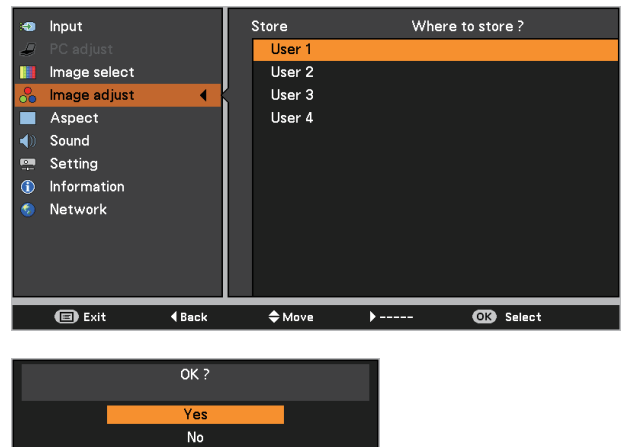 Input
PC adjust
Image select
Image adjust
Aspect
Sound
Setting
Information
Network
Store Where to store ?
User 1
User 2
User 3
User 4
Exit Back Move ----- OK Select
OK ?
Yes
No